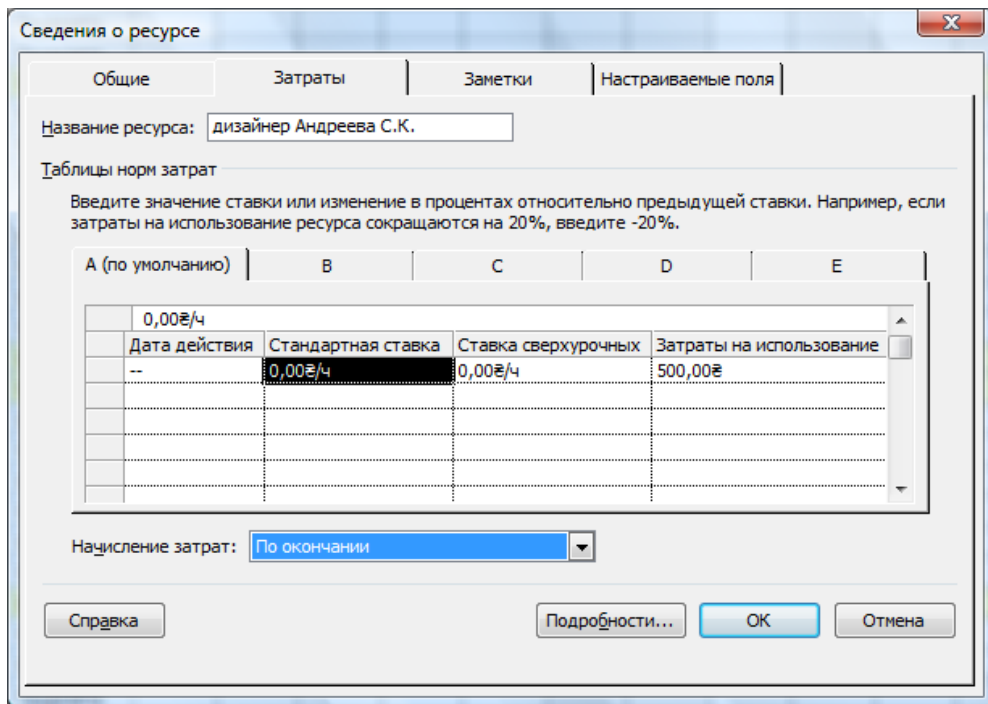 Сведения о ресурсе
Общие Затраты Заметки Настраиваемые поля
Название ресурса: дизайнер Андреева С.К.
Таблицы норм затрат
Введите значение ставки или изменение в процентах относительно предыдущей ставки. Например, если
затраты на использование ресурса сокращаются на 20%, введите -20%.
A (по умолчанию) B C D E
0,00₴/ч
Дата действия Стандартная ставка Ставка сверхурочных Затраты на использование
-- 0,00₴/ч 0,00₴/ч 500,00₴
Начисление затрат: По окончании
Справка Подробности... ОК Отмена